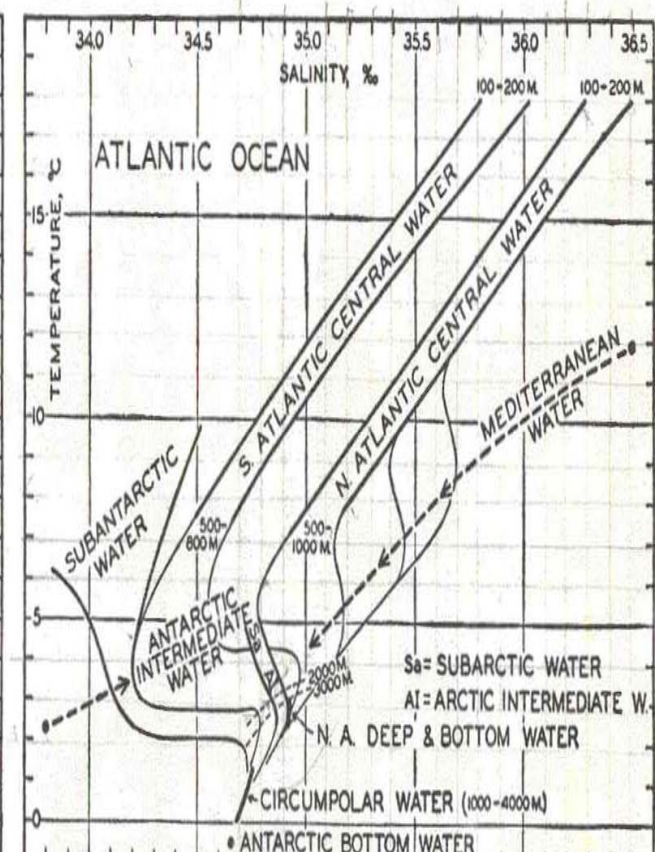 34.0 34.5 35.0 35.5 36.0 36.5
SALINITY, ‰
100-200 M. 100-200 M.
ATLANTIC OCEAN
TEMPERATURE, °C
15
S. ATLANTIC CENTRAL WATER
N. ATLANTIC CENTRAL WATER
MEDITERRANEAN
WATER
10
SUBANTARCTIC
WATER
500-
800 M.
500-
1000 M.
5
ANTARCTIC
INTERMEDIATE
WATER
Sa
AI
2000 M.
3000 M.
Sa = SUBARCTIC WATER
AI = ARCTIC INTERMEDIATE W.
N. A. DEEP & BOTTOM WATER
CIRCUMPOLAR WATER (1000-4000 M.)
0
ANTARCTIC BOTTOM WATER